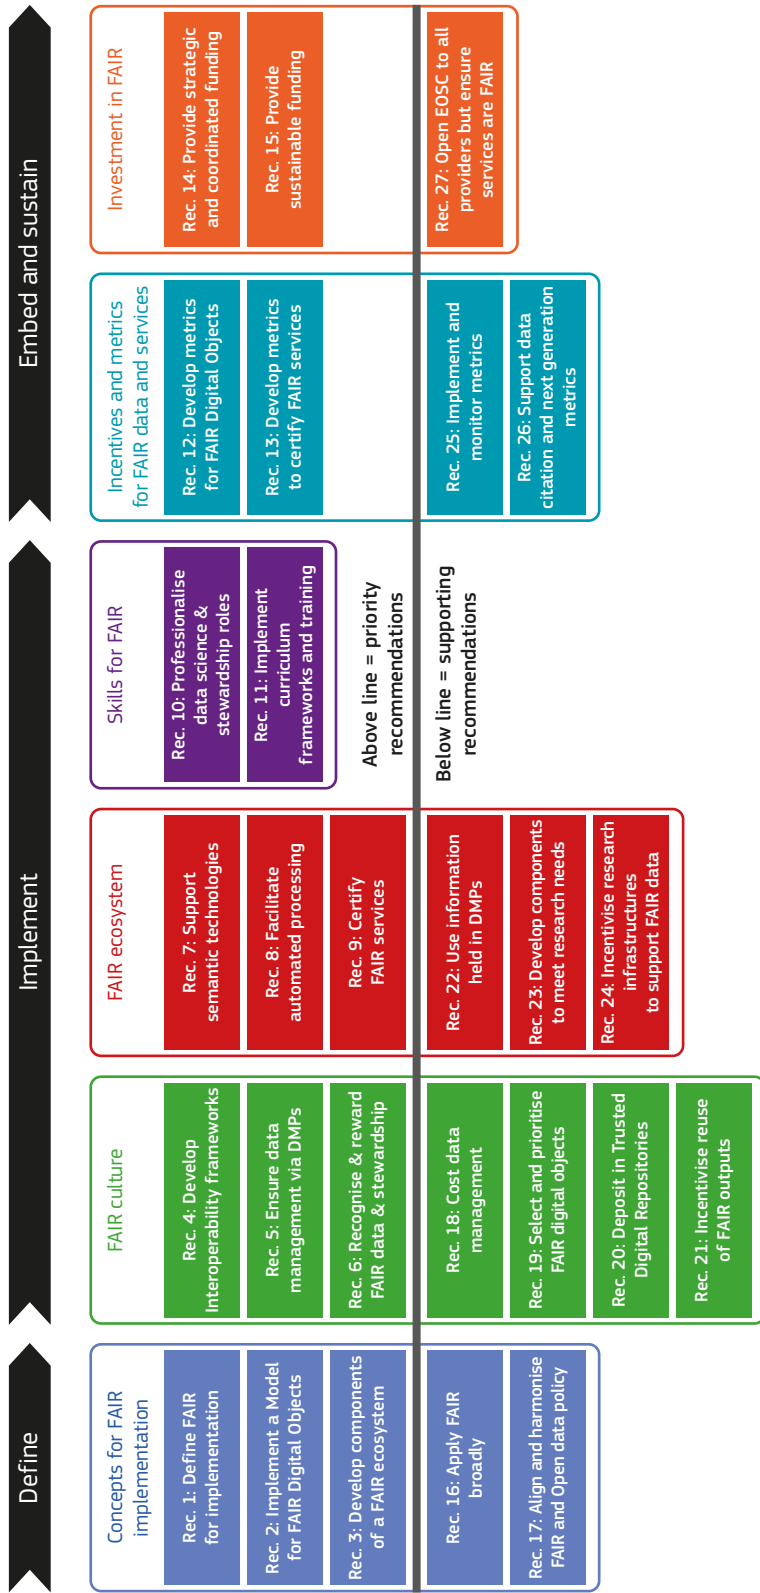 Define
Implement
Embed and sustain
Concepts for FAIR
implementation
Rec. 1: Define FAIR
for implementation
Rec. 2: Implement a Model
for FAIR Digital Objects
Rec. 3: Develop components
of a FAIR ecosystem
Rec. 16: Apply FAIR
broadly
Rec. 17: Align and harmonise
FAIR and Open data policy
FAIR culture
Rec. 4: Develop
Interoperability frameworks
Rec. 5: Ensure data
management via DMPs
Rec. 6: Recognise & reward
FAIR data & stewardship
Rec. 18: Cost data
management
Rec. 19: Select and prioritise
FAIR digital objects
Rec. 20: Deposit in Trusted
Digital Repositories
Rec. 21: Incentivise reuse
of FAIR outputs
FAIR ecosystem
Rec. 7: Support
semantic technologies
Rec. 8: Facilitate
automated processing
Rec. 9: Certify
FAIR services
Rec. 22: Use information
held in DMPs
Rec. 23: Develop components
to meet research needs
Rec. 24: Incentivise research
infrastructures
to support FAIR data
Skills for FAIR
Rec. 10: Professionalise
data science &
stewardship roles
Rec. 11: Implement
curriculum
frameworks and training
Above line = priority
recommendations
Below line = supporting
recommendations
Incentives and metrics
for FAIR data and services
Rec. 12: Develop metrics
for FAIR Digital Objects
Rec. 13: Develop metrics
to certify FAIR services
Rec. 25: Implement and
monitor metrics
Rec. 26: Support data
citation and next generation
metrics
Investment in FAIR
Rec. 14: Provide strategic
and coordinated funding
Rec. 15: Provide
sustainable funding
Rec. 27: Open EOSC to all
providers but ensure
services are FAIR